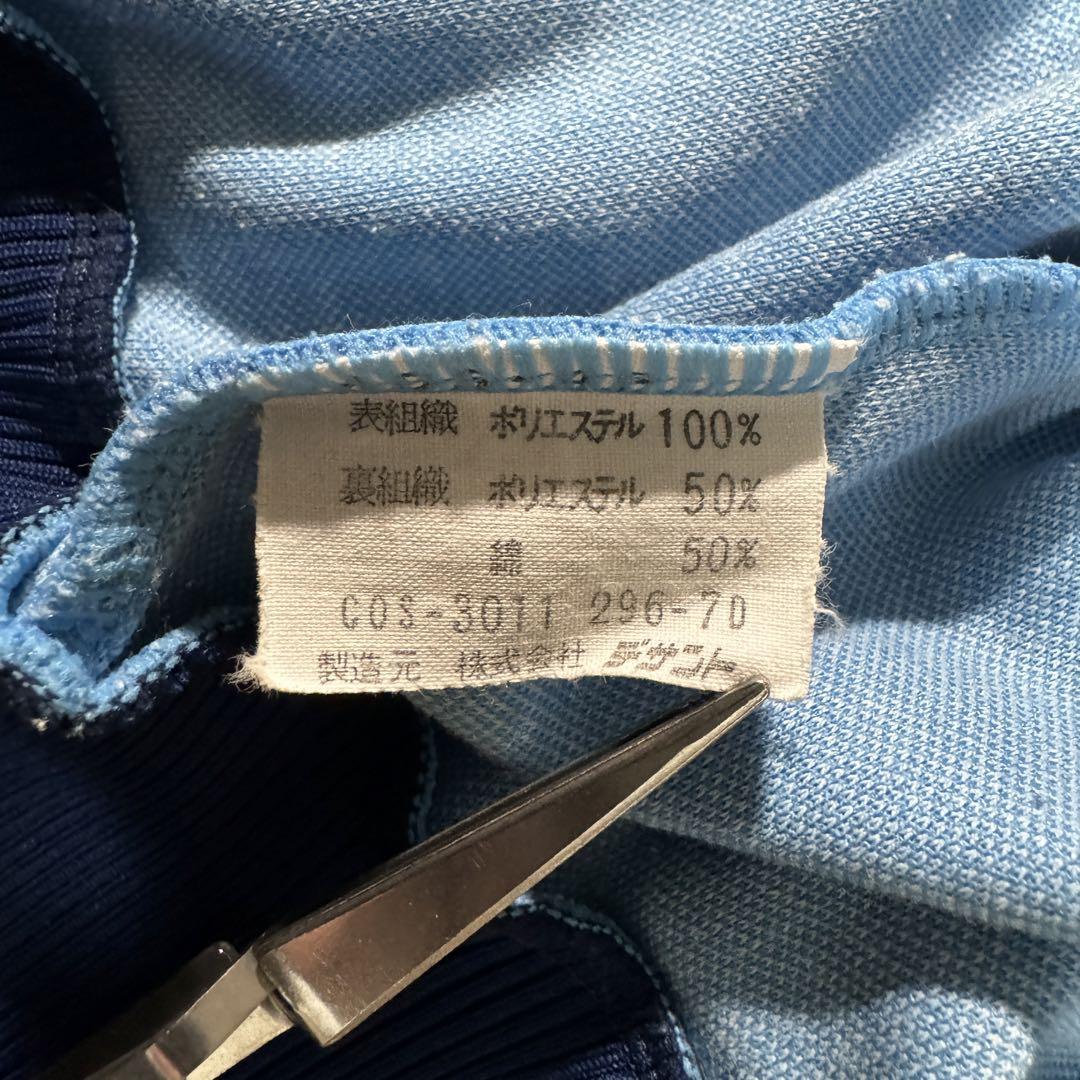 表組織 ポリエステル 100%
裏組織 ポリエステル 50%
綿 50%
COS-3011 296-70
製造元 株式会社 デサント